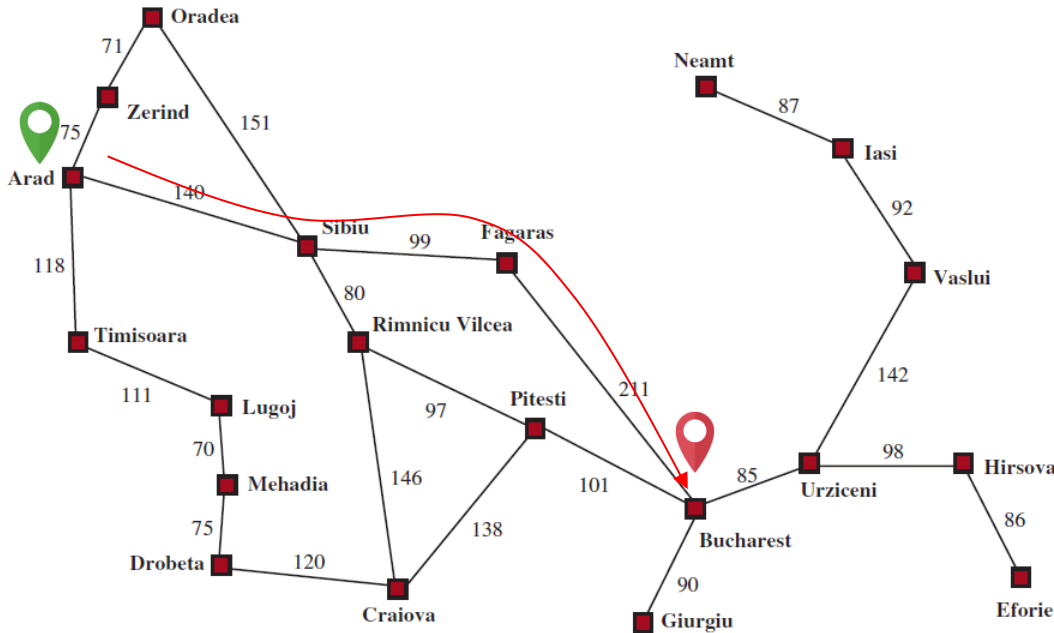 Oradea
71
Neamt
Zerind
87
75
151
Iasi
Arad
140
92
Sibiu
99
Fagaras
118
80
Vaslui
Rimnicu Vilcea
Timisoara
142
111
211
Lugoj
97
Pitesti
70
98
Hirsova
146
85
Urziceni
Mehadia
101
86
75
138
Bucharest
Drobeta
120
90
Craiova
Giurgiu
Eforie